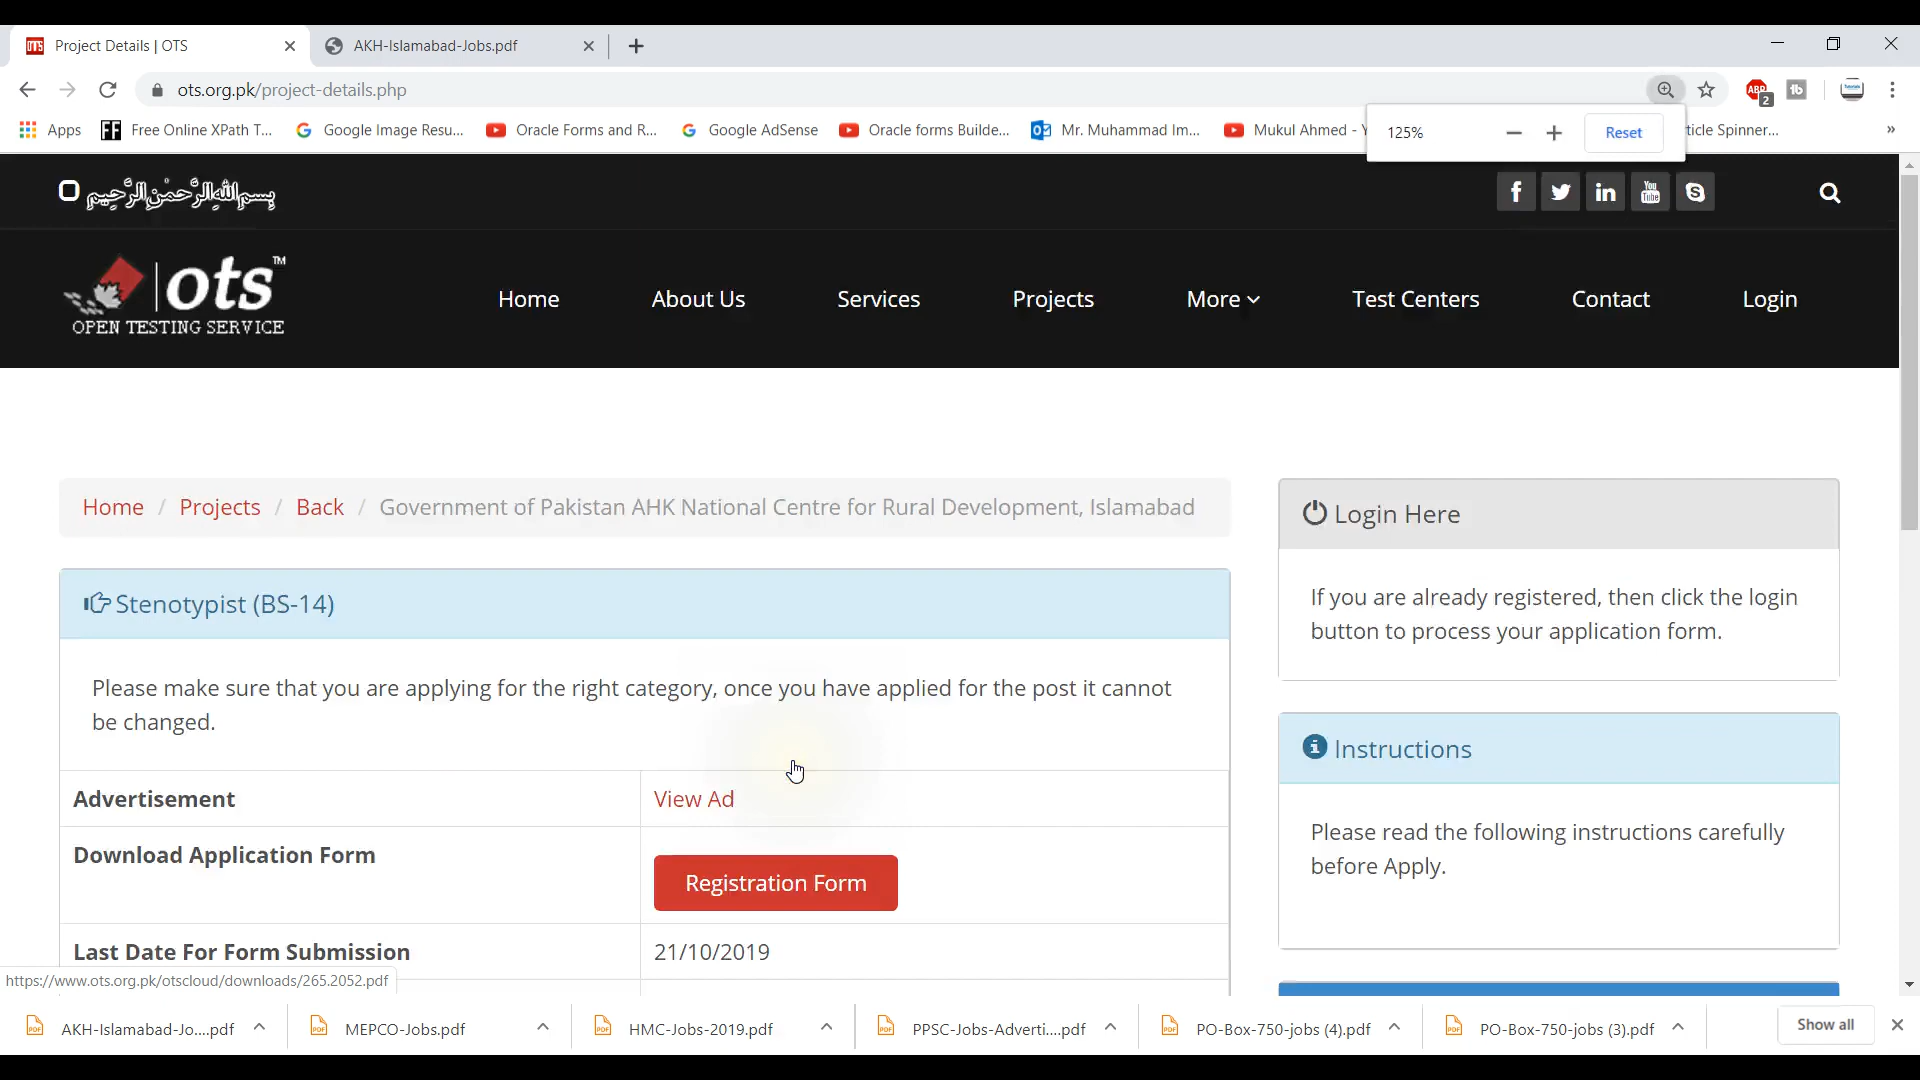 Project Details | OTS
AKH-Islamabad-Jobs.pdf
ots.org.pk/project-details.php
ABP
2
tb
Apps
FF
Free Online XPath T...
Google Image Resu...
Oracle Forms and R...
Google AdSense
Oracle forms Builde...
Mr. Muhammad Im...
Mukul Ahmed - Y
ticle Spinner...
»
125%
Reset
بسم اللہ الرحمن الرحیم
ots™
OPEN TESTING SERVICE
Home
About Us
Services
Projects
More
Test Centers
Contact
Login
Home / Projects / Back / Government of Pakistan AHK National Centre for Rural Development, Islamabad
Stenotypist (BS-14)
Please make sure that you are applying for the right category, once you have applied for the post it cannot
be changed.
Advertisement
View Ad
Download Application Form
Registration Form
Last Date For Form Submission
21/10/2019
Login Here
If you are already registered, then click the login
button to process your application form.
Instructions
Please read the following instructions carefully
before Apply.
https://www.ots.org.pk/otscloud/downloads/265.2052.pdf
AKH-Islamabad-Jo....pdf
MEPCO-Jobs.pdf
HMC-Jobs-2019.pdf
PPSC-Jobs-Adverti....pdf
PO-Box-750-jobs (4).pdf
PO-Box-750-jobs (3).pdf
Show all